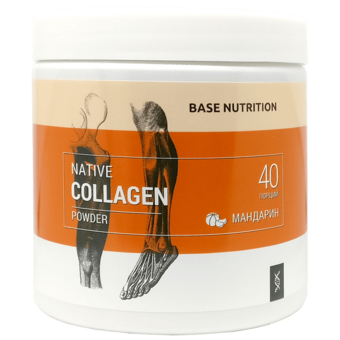 BASE NUTRITION
NATIVE
COLLAGEN
POWDER
40
ПОРЦИЙ
МАНДАРИН